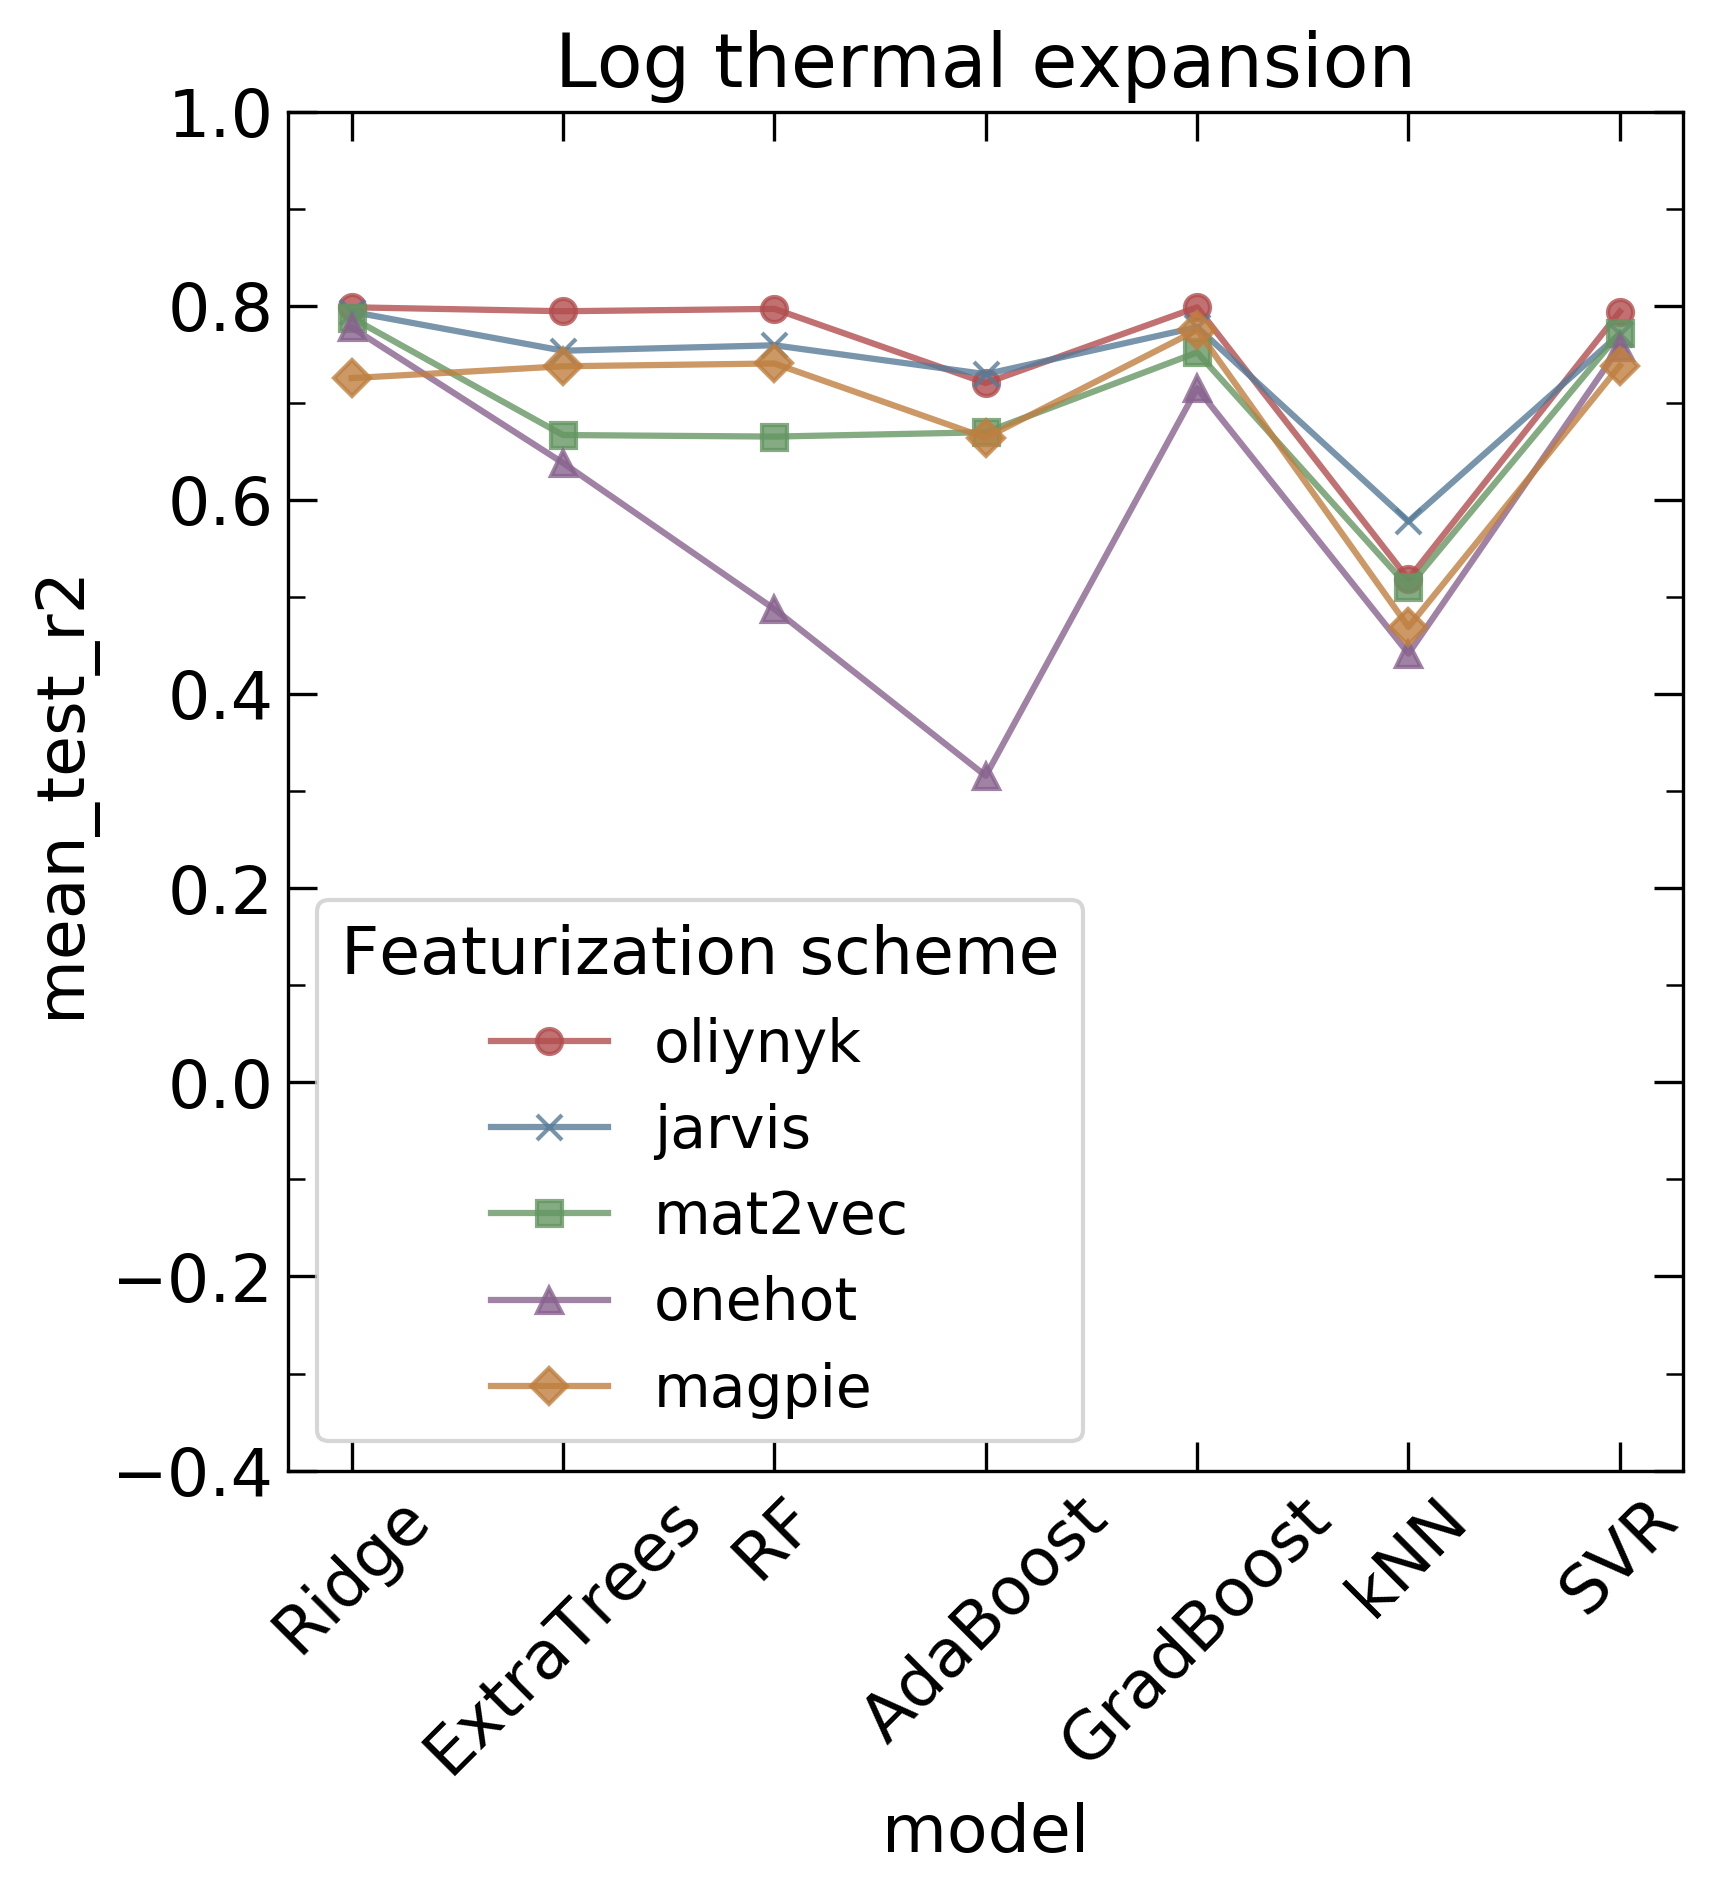 Log thermal expansion
1.0
0.8
0.6
0.4
0.2
0.0
−0.2
−0.4
mean_test_r2
Featurization scheme
oliynyk
jarvis
mat2vec
onehot
magpie
Ridge
ExtraTrees
RF
AdaBoost
GradBoost
kNN
SVR
model